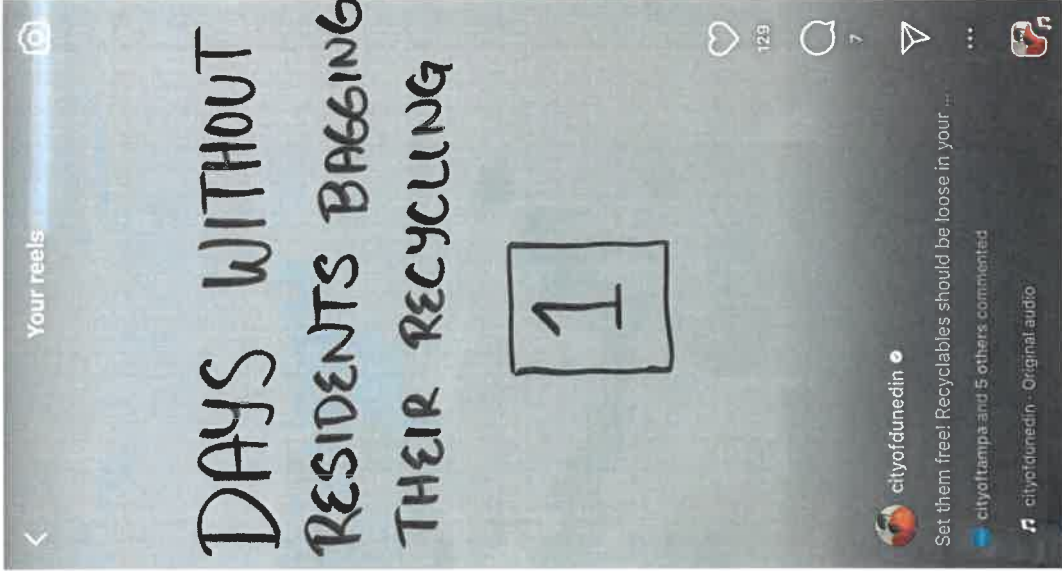 Your reels
DAYS WITHOUT
RESIDENTS BAGGING
THEIR RECYCLING
1
129
7
cityofdunedin
Set them free! Recyclables should be loose in your ...
cityoftampa and 5 others commented
cityofdunedin · Original audio